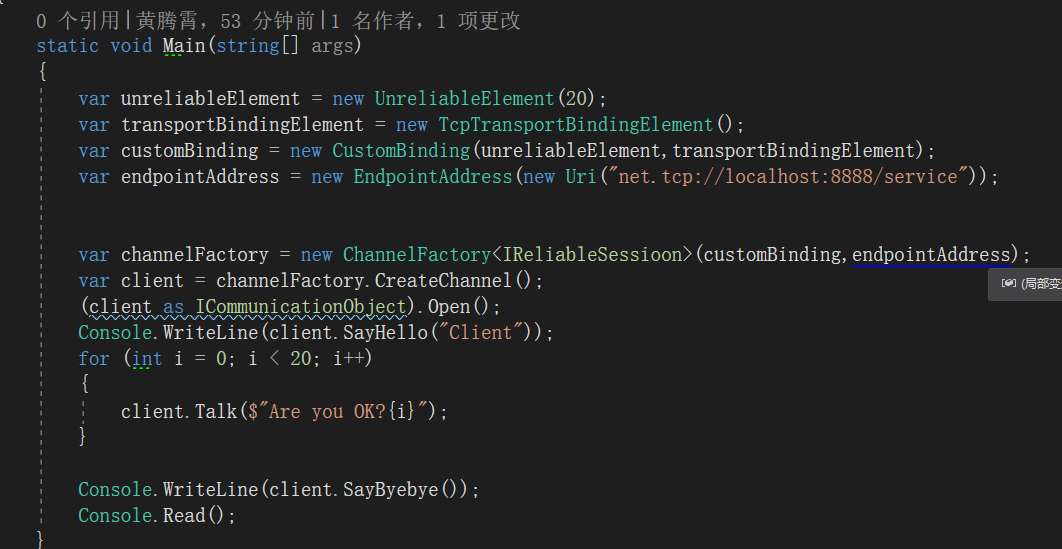 0 个引用|黄腾霄，53 分钟前|1 名作者，1 项更改
static void Main(string[] args)
{
var unreliableElement = new UnreliableElement(20);
var transportBindingElement = new TcpTransportBindingElement();
var customBinding = new CustomBinding(unreliableElement,transportBindingElement);
var endpointAddress = new EndpointAddress(new Uri("net.tcp://localhost:8888/service"));
var channelFactory = new ChannelFactory<IReliableSessioon>(customBinding,endpointAddress);
var client = channelFactory.CreateChannel();
(局部变
(client as ICommunicationObject).Open();
Console.WriteLine(client.SayHello("Client"));
for (int i = 0; i < 20; i++)
{
client.Talk($"Are you OK?{i}");
}
Console.WriteLine(client.SayByebye());
Console.Read();
}